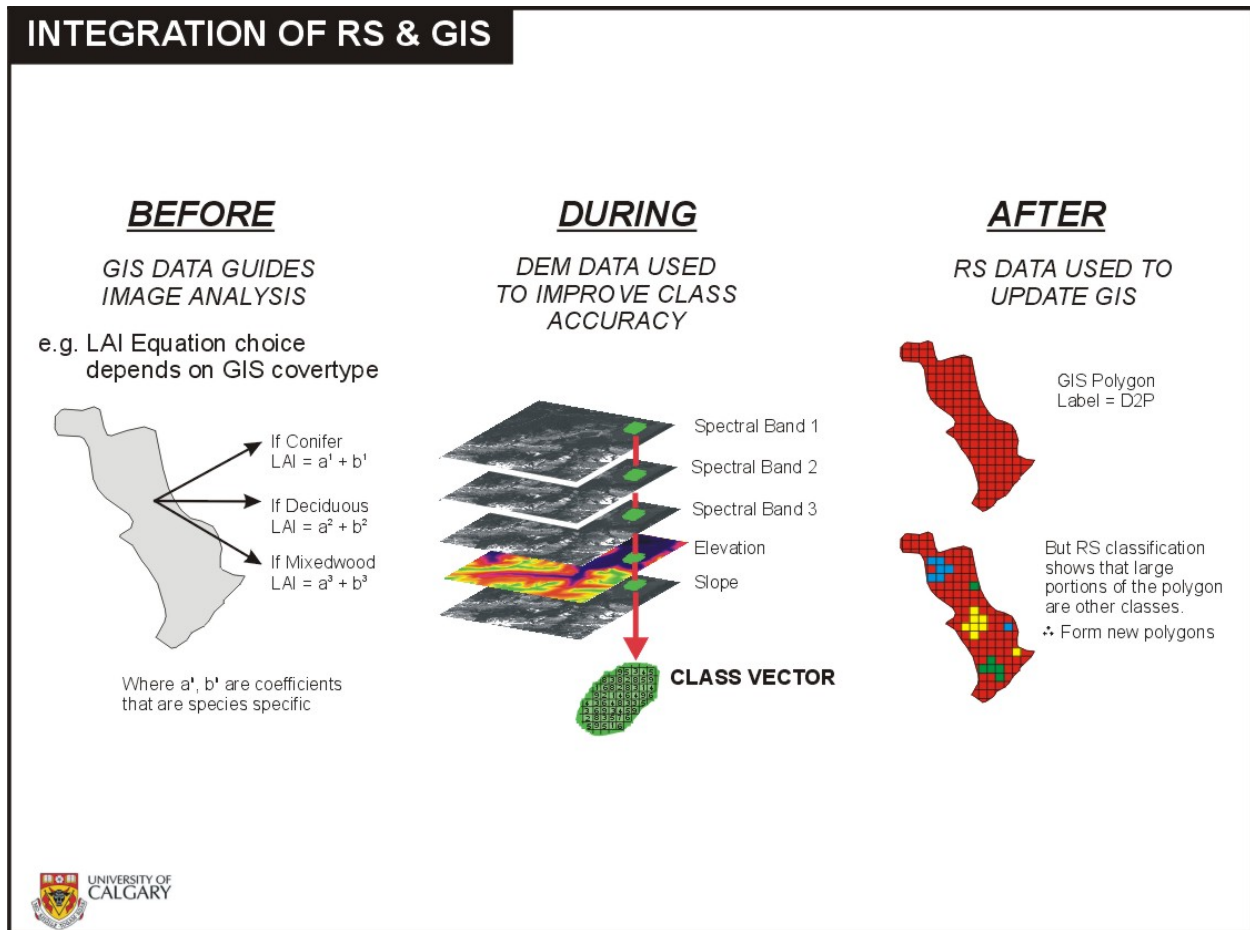 INTEGRATION OF RS & GIS
BEFORE
GIS DATA GUIDES
IMAGE ANALYSIS
e.g. LAI Equation choice
depends on GIS covertype
If Conifer
LAI = a¹ + b¹
If Deciduous
LAI = a² + b²
If Mixedwood
LAI = a³ + b³
Where a¹, b¹ are coefficients
that are species specific
DURING
DEM DATA USED
TO IMPROVE CLASS
ACCURACY
Spectral Band 1
Spectral Band 2
Spectral Band 3
Elevation
Slope
CLASS VECTOR
AFTER
RS DATA USED TO
UPDATE GIS
GIS Polygon
Label = D2P
But RS classification
shows that large
portions of the polygon
are other classes.
∴ Form new polygons
UNIVERSITY OF
CALGARY